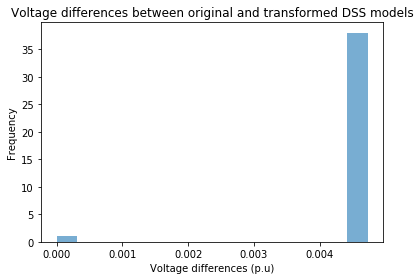 Voltage differences between original and transformed DSS models
35
30
25
20
15
10
5
0
Frequency
0.000 0.001 0.002 0.003 0.004
Voltage differences (p.u)